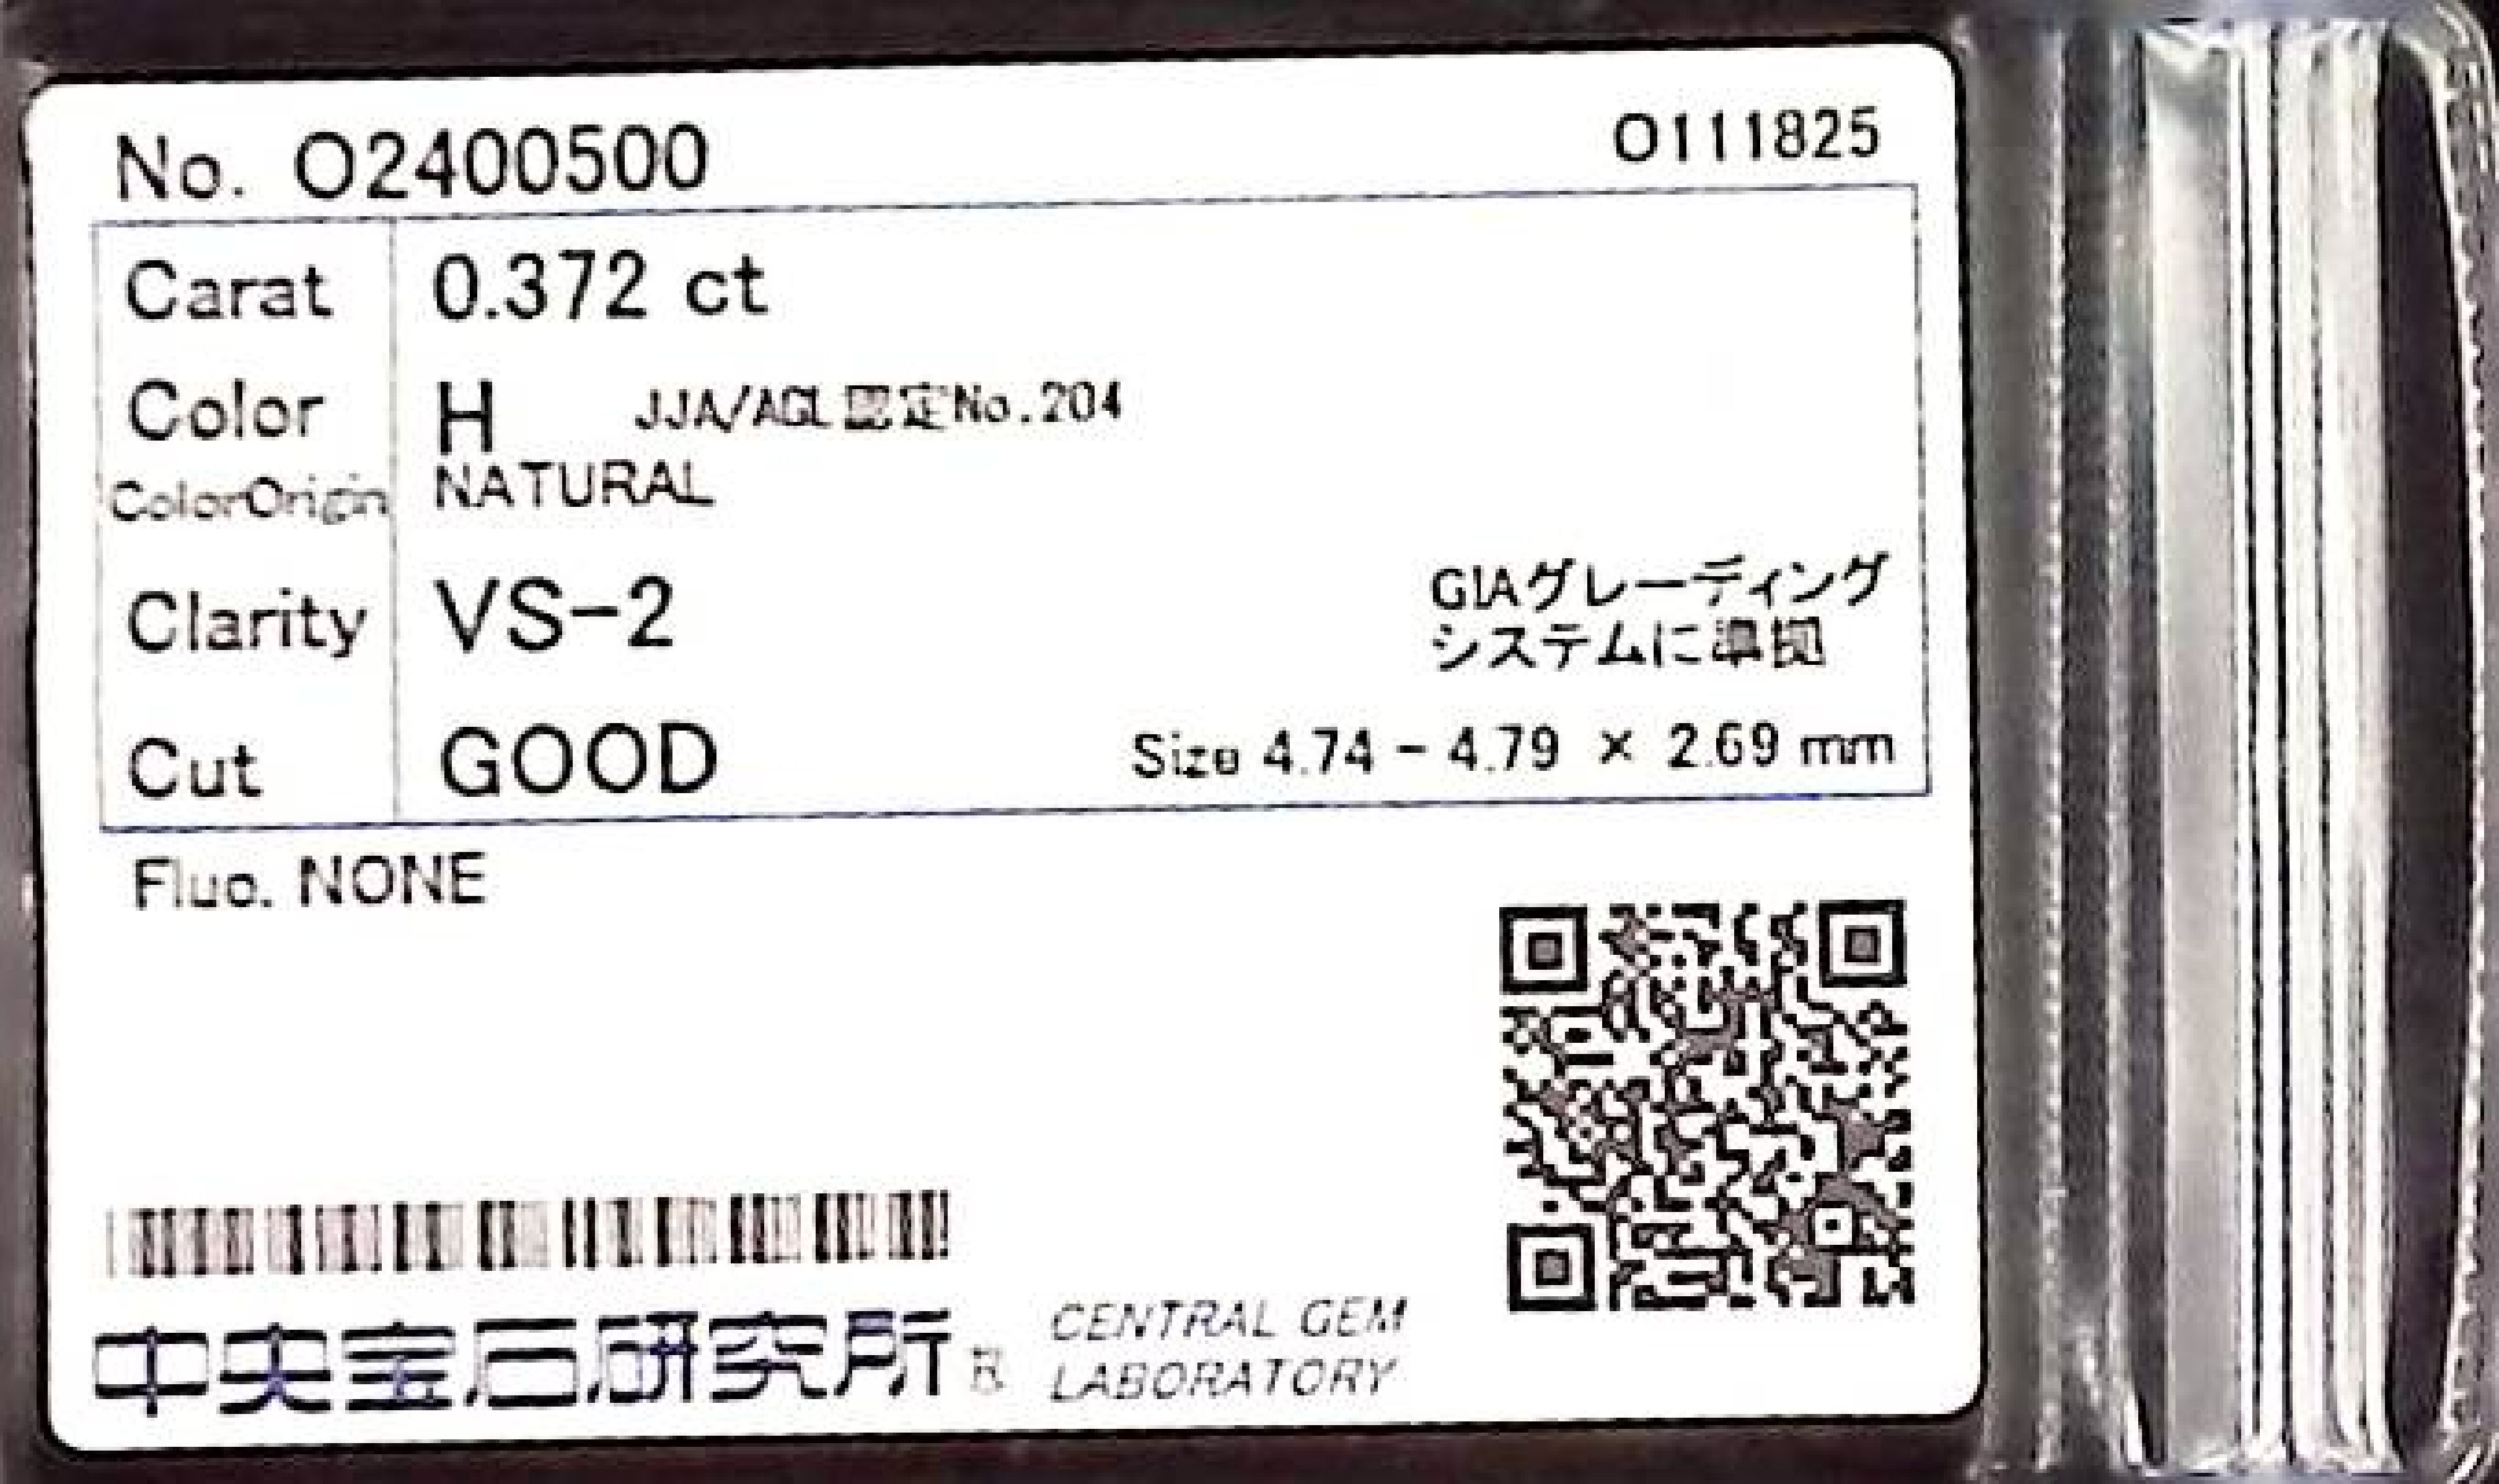 No. O2400500
O111825
Carat 0.372 ct
Color H JJA/AGL 認定No.204
ColorOrigin NATURAL
Clarity VS-2
GIAグレーディング
システムに準拠
Cut GOOD
Size 4.74 - 4.79 × 2.69 mm
Fluo. NONE
中央宝石研究所 R
CENTRAL GEM
LABORATORY